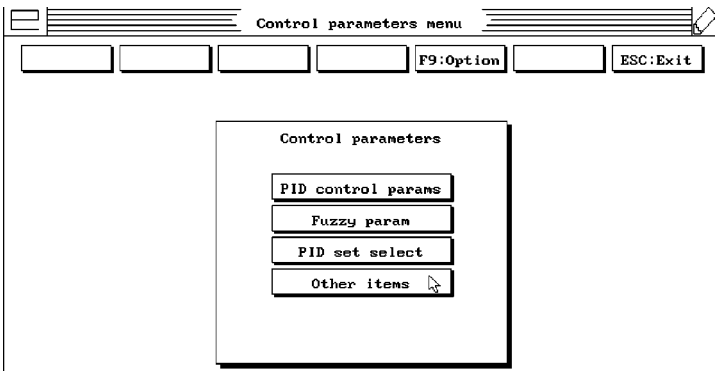 Control parameters menu
F9:Option ESC:Exit
Control parameters
PID control params
Fuzzy param
PID set select
Other items